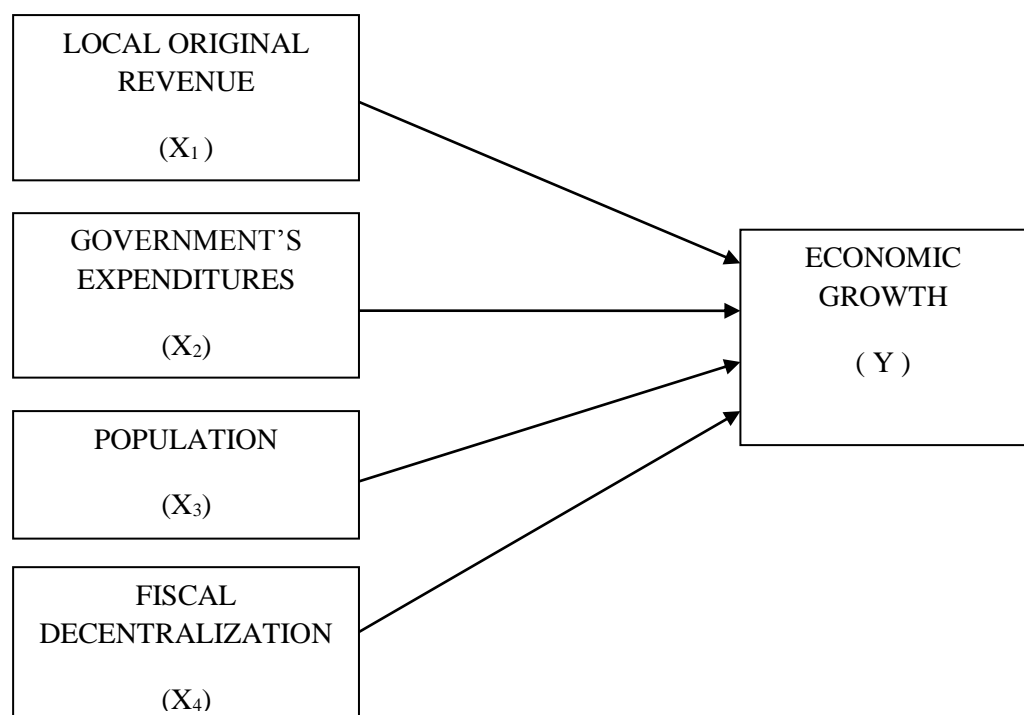 LOCAL ORIGINAL
REVENUE
(X₁ )
GOVERNMENT’S
EXPENDITURES
(X₂)
POPULATION
(X₃)
FISCAL
DECENTRALIZATION
(X₄)
ECONOMIC
GROWTH
( Y )